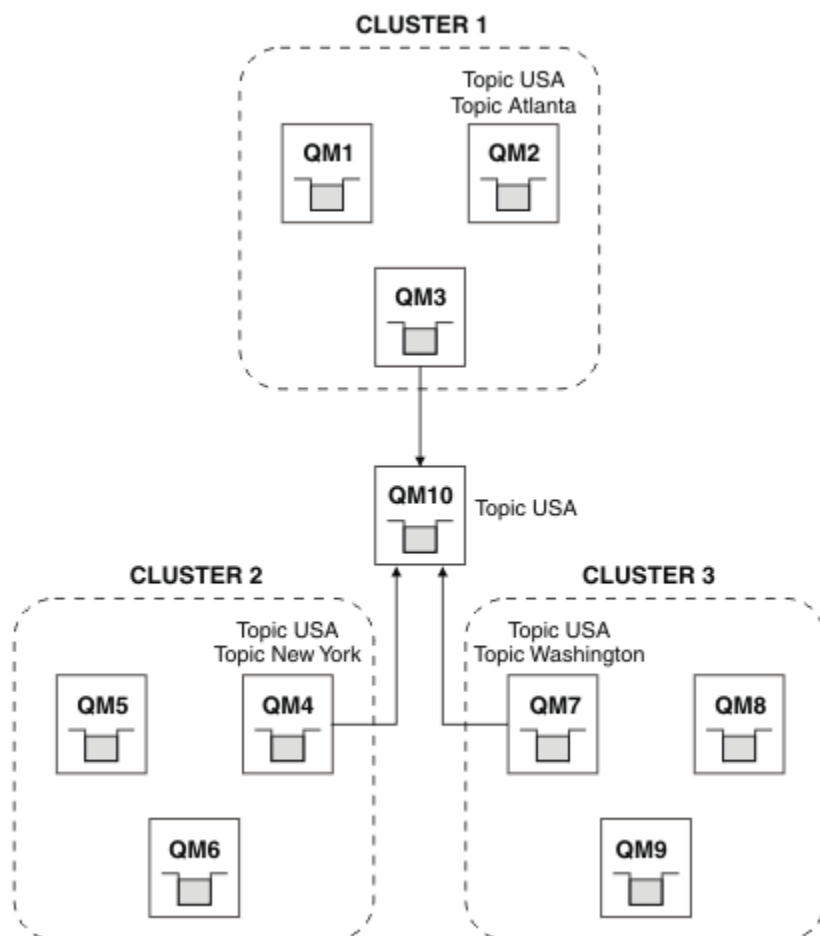 CLUSTER 1
Topic USA
Topic Atlanta
QM1
QM2
QM3
QM10
Topic USA
CLUSTER 2
CLUSTER 3
Topic USA
Topic New York
Topic USA
Topic Washington
QM5
QM4
QM7
QM8
QM6
QM9